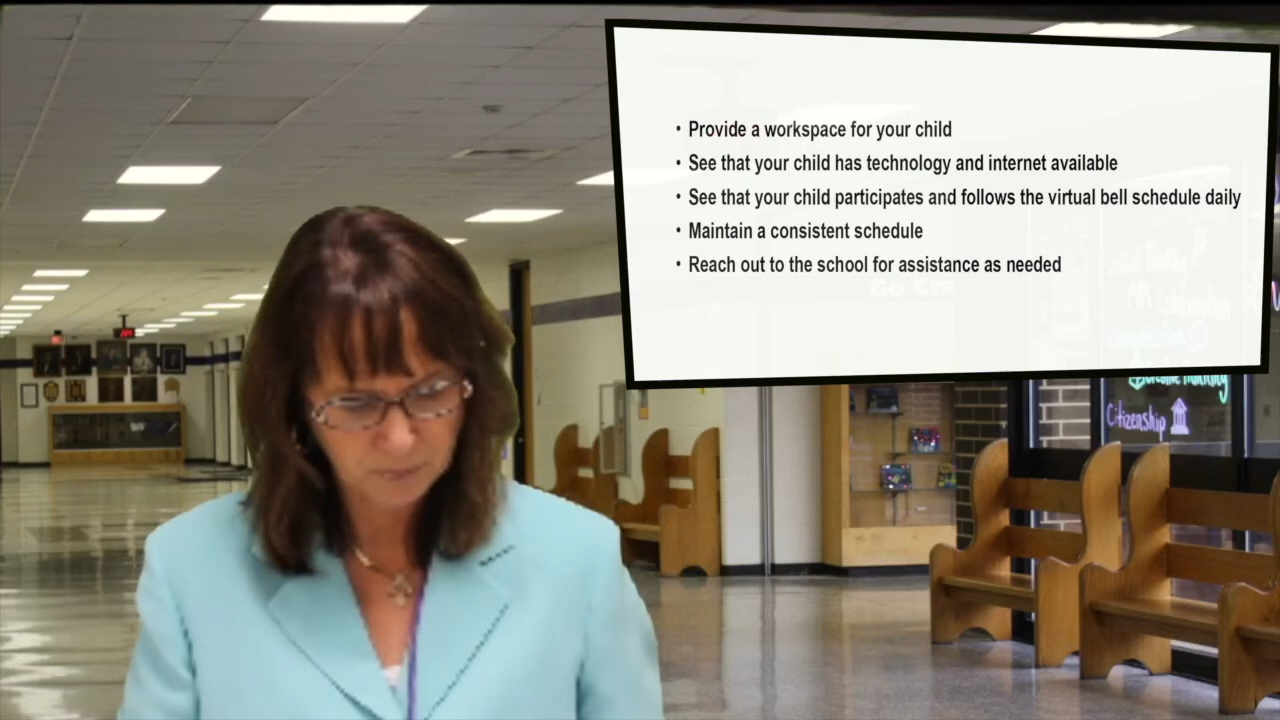 • Provide a workspace for your child
• See that your child has technology and internet available
• See that your child participates and follows the virtual bell schedule daily
• Maintain a consistent schedule
• Reach out to the school for assistance as needed
Citizenship